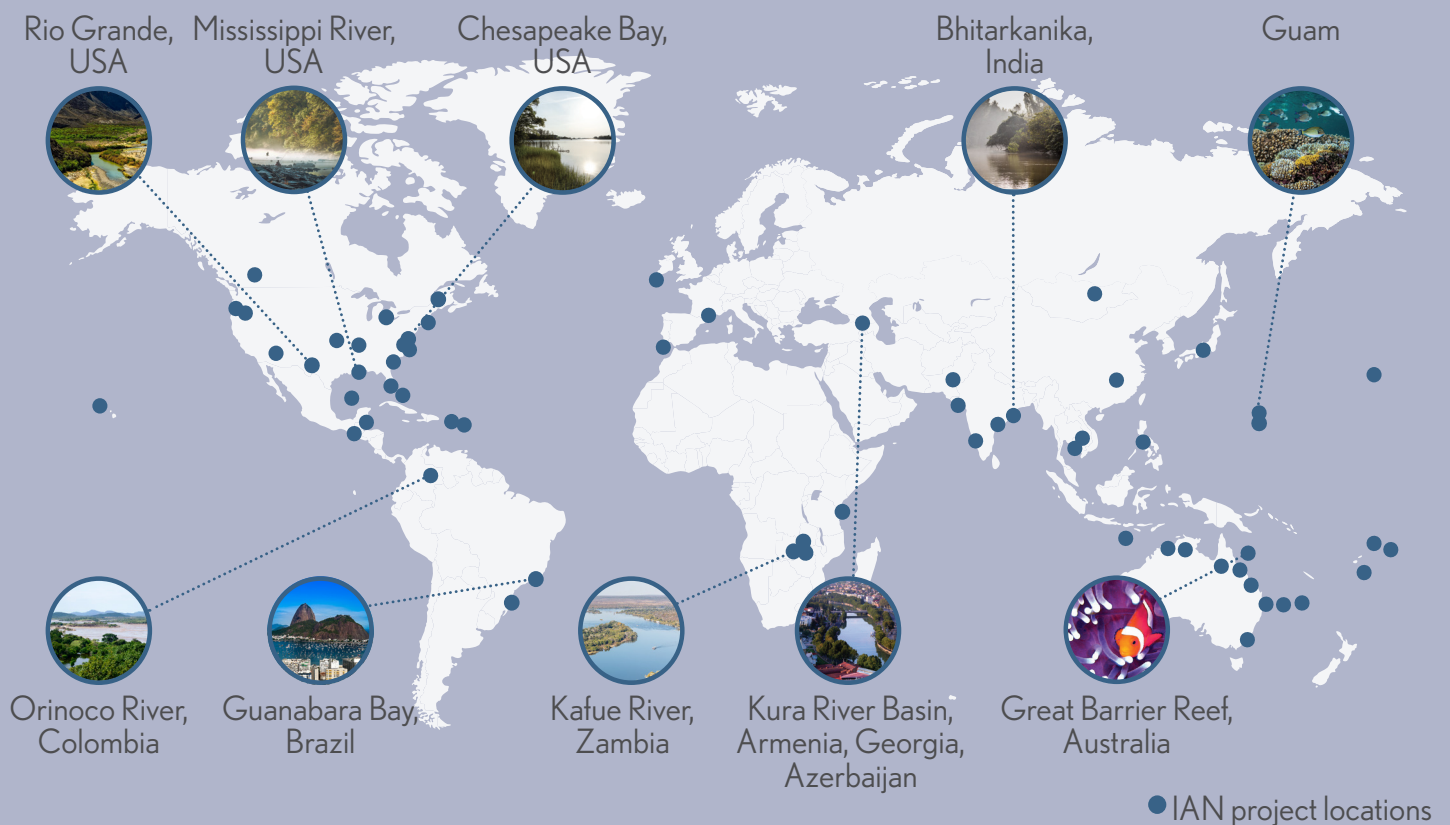 Rio Grande,
USA
Mississippi River,
USA
Chesapeake Bay,
USA
Bhitarkanika,
India
Guam
Orinoco River,
Colombia
Guanabara Bay,
Brazil
Kafue River,
Zambia
Kura River Basin,
Armenia, Georgia,
Azerbaijan
Great Barrier Reef,
Australia
IAN project locations